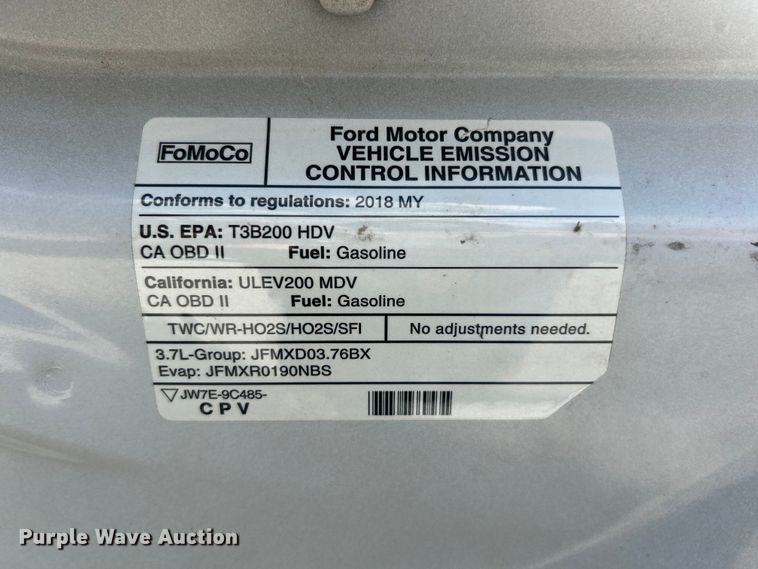 FoMoCo
Ford Motor Company
VEHICLE EMISSION
CONTROL INFORMATION
Conforms to regulations: 2018 MY
U.S. EPA: T3B200 HDV
CA OBD II Fuel: Gasoline
California: ULEV200 MDV
CA OBD II Fuel: Gasoline
TWC/WR-HO2S/HO2S/SFI No adjustments needed.
3.7L-Group: JFMXD03.76BX
Evap: JFMXR0190NBS
JW7E-9C485-
C P V
Purple Wave Auction